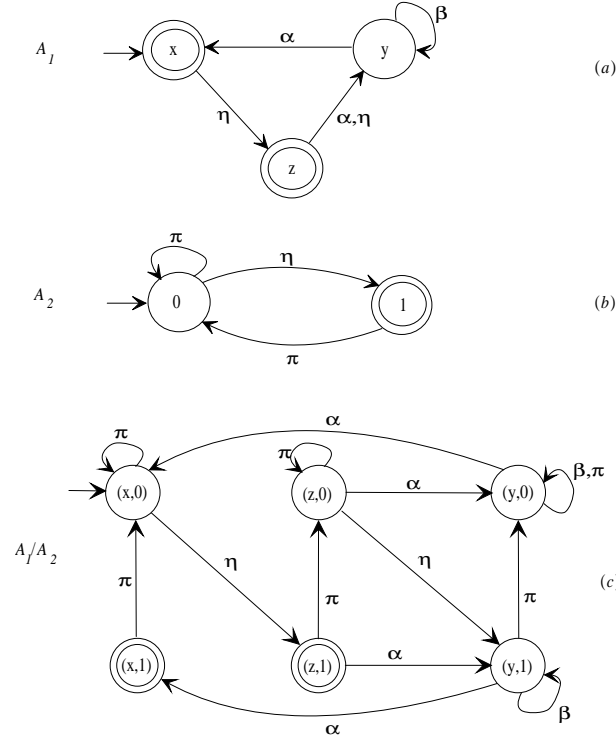 β
α
A₁ x y (a)
η α,η
z
π
η
A₂ 0 1 (b)
π
α
π π β,π
(x,0) (z,0) α (y,0)
A₁/A₂ η η (c)
π π π
(x,1) (z,1) α (y,1)
α β